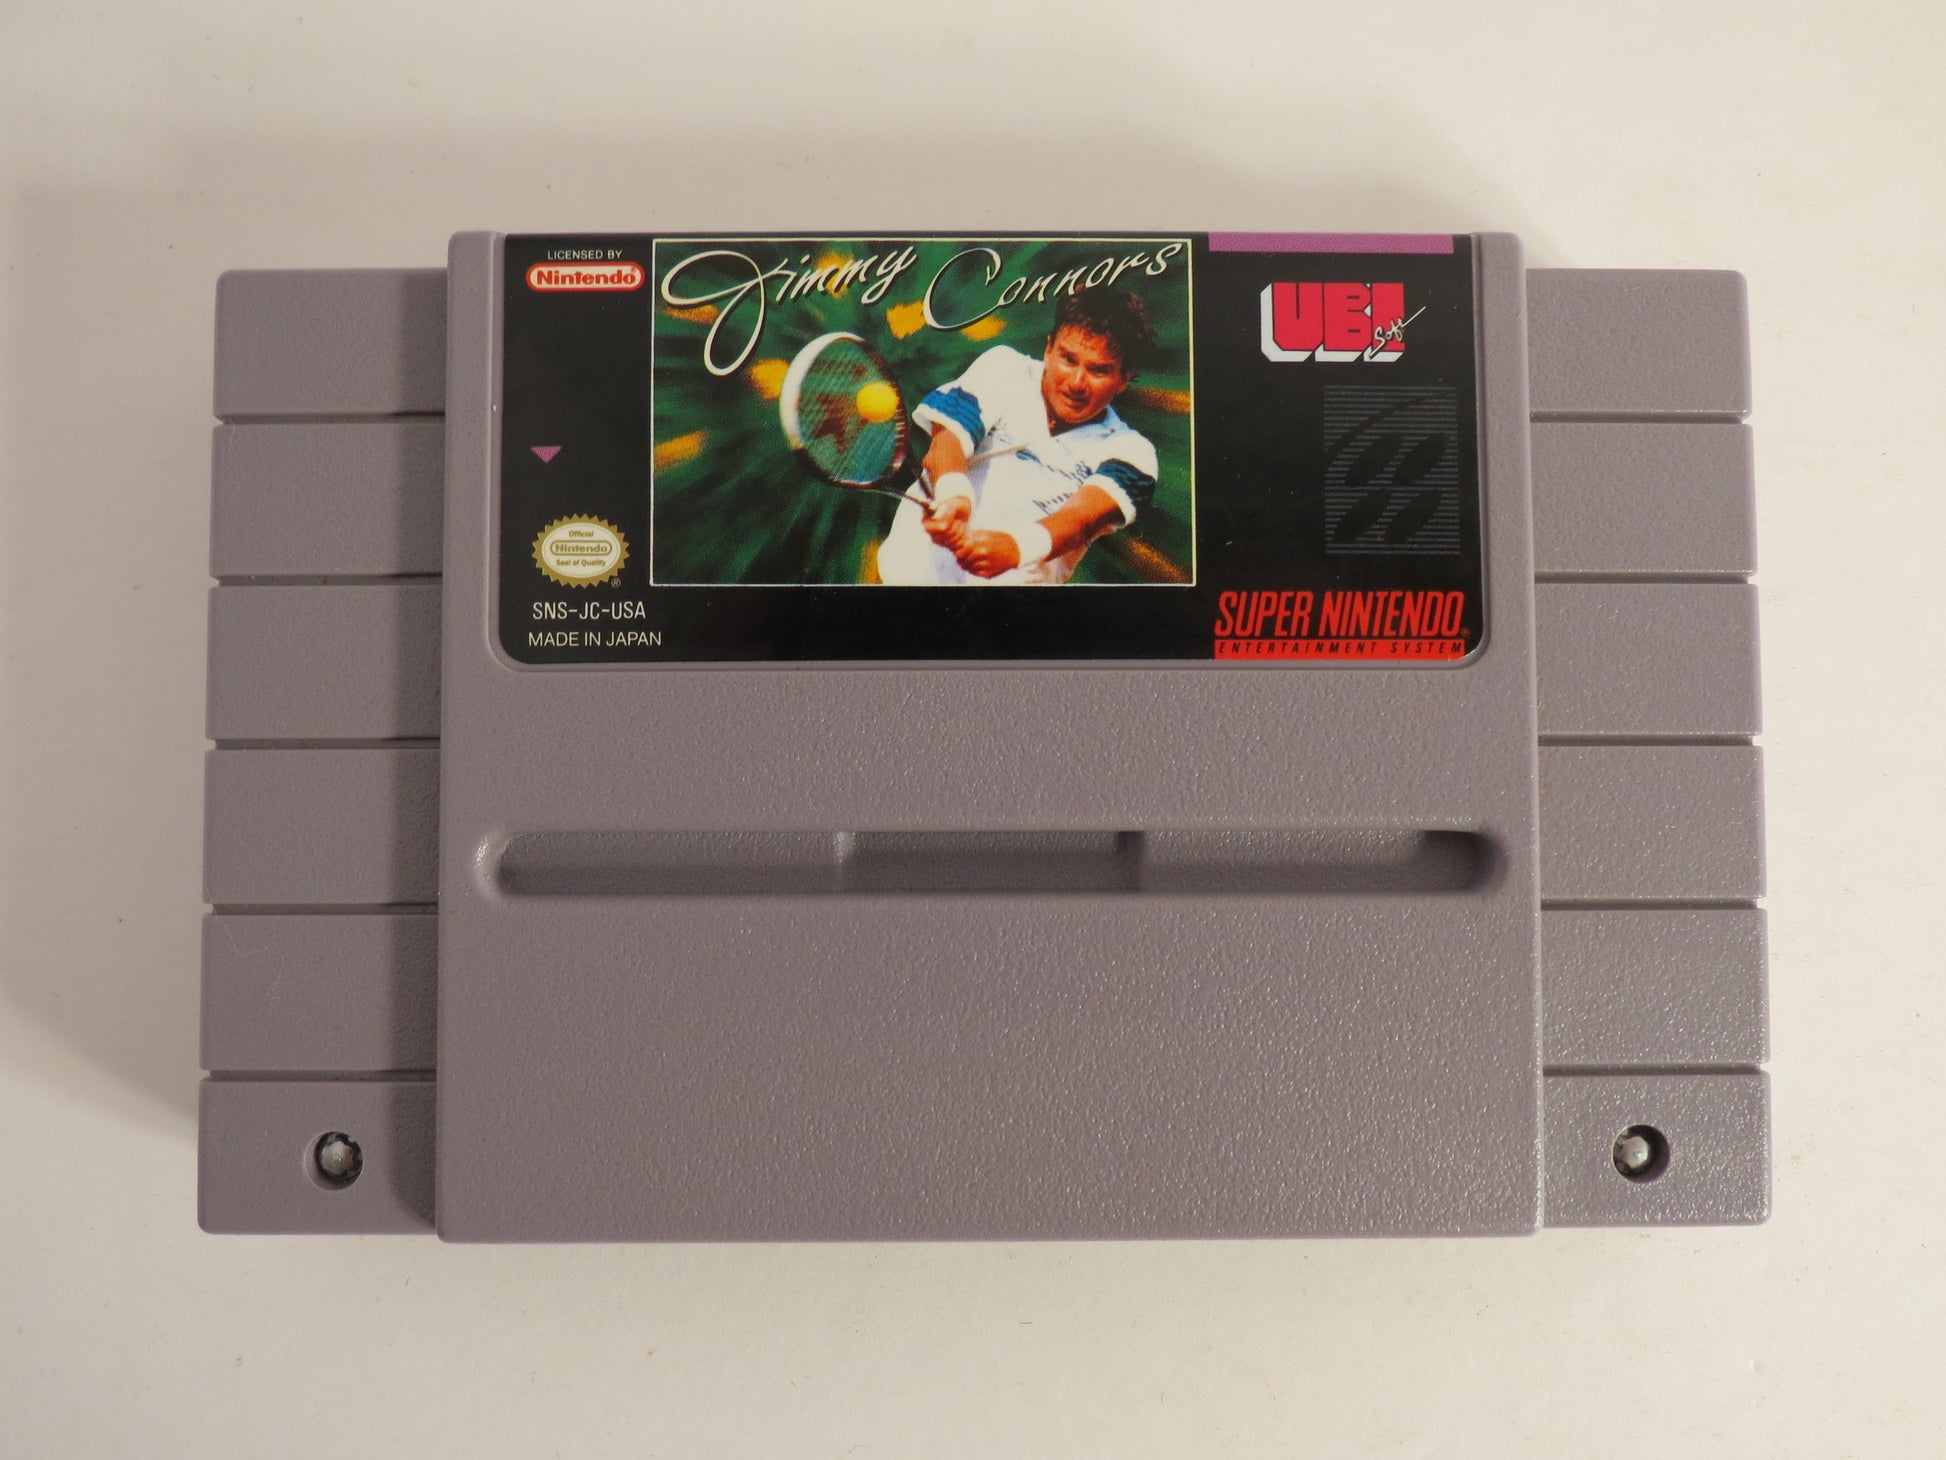 LICENSED BY
Nintendo®
Jimmy Connors
UBI
Soft
Official
Nintendo
Seal of Quality
®
SNS-JC-USA
MADE IN JAPAN
SUPER NINTENDO®
ENTERTAINMENT SYSTEM